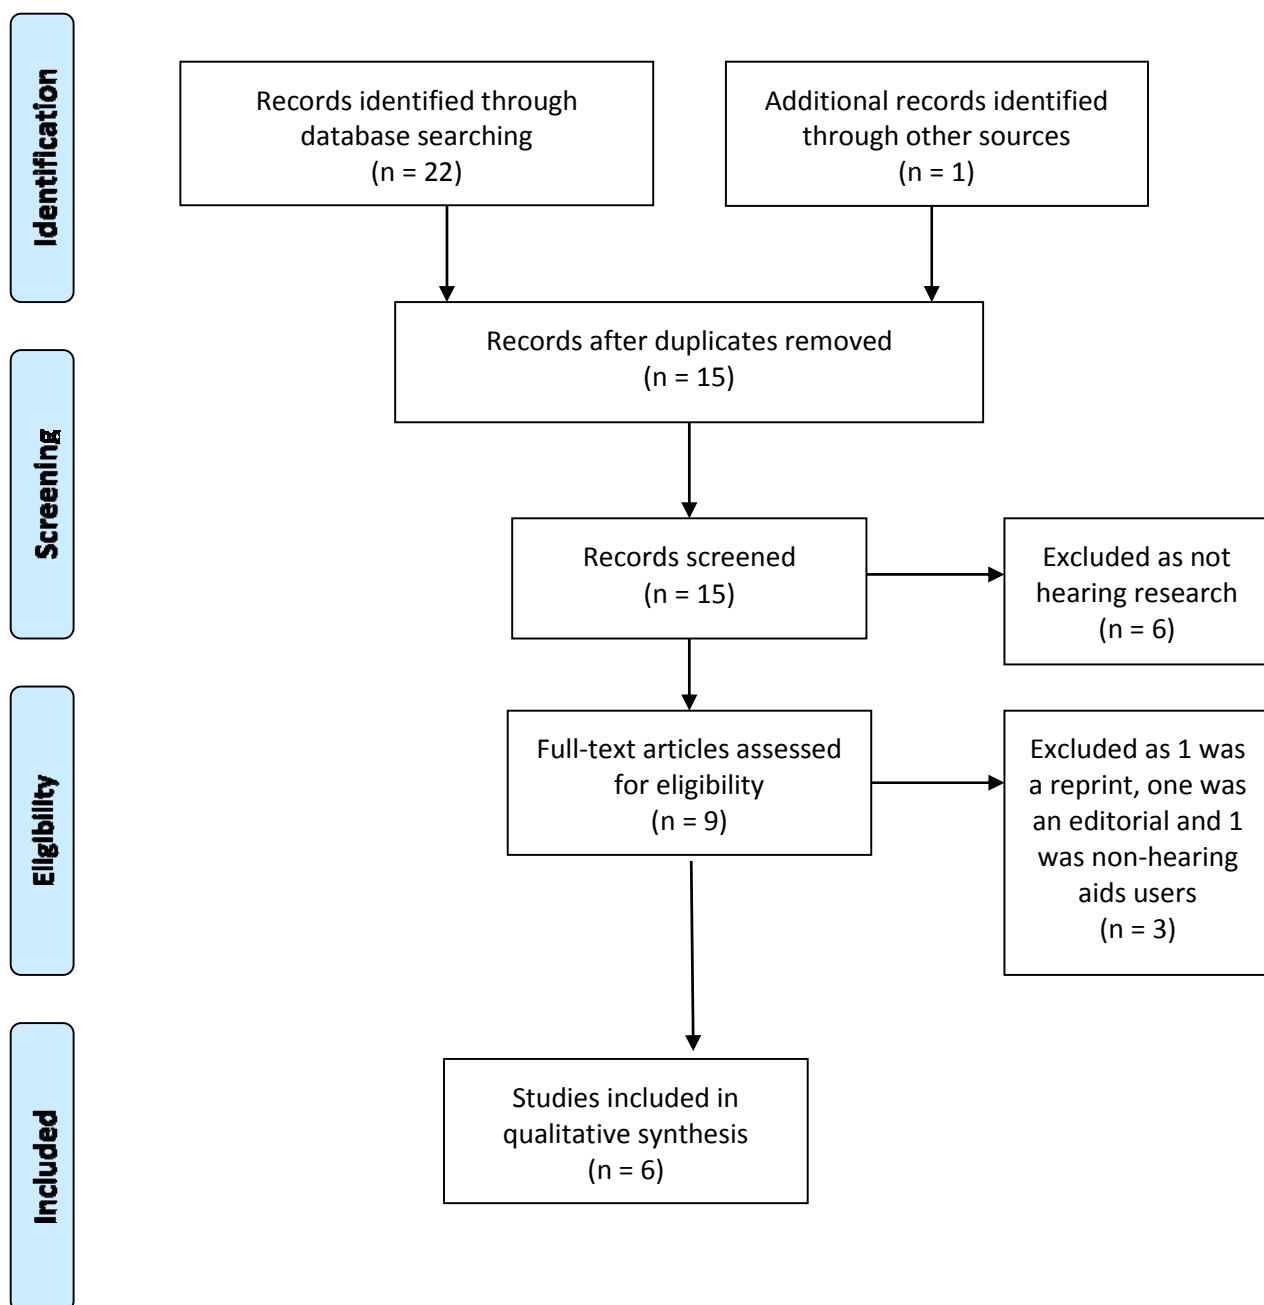 Identification
Records identified through
database searching
(n = 22)
Additional records identified
through other sources
(n = 1)
Records after duplicates removed
(n = 15)
Screening
Records screened
(n = 15)
Excluded as not
hearing research
(n = 6)
Eligibility
Full-text articles assessed
for eligibility
(n = 9)
Excluded as 1 was
a reprint, one was
an editorial and 1
was non-hearing
aids users
(n = 3)
Included
Studies included in
qualitative synthesis
(n = 6)